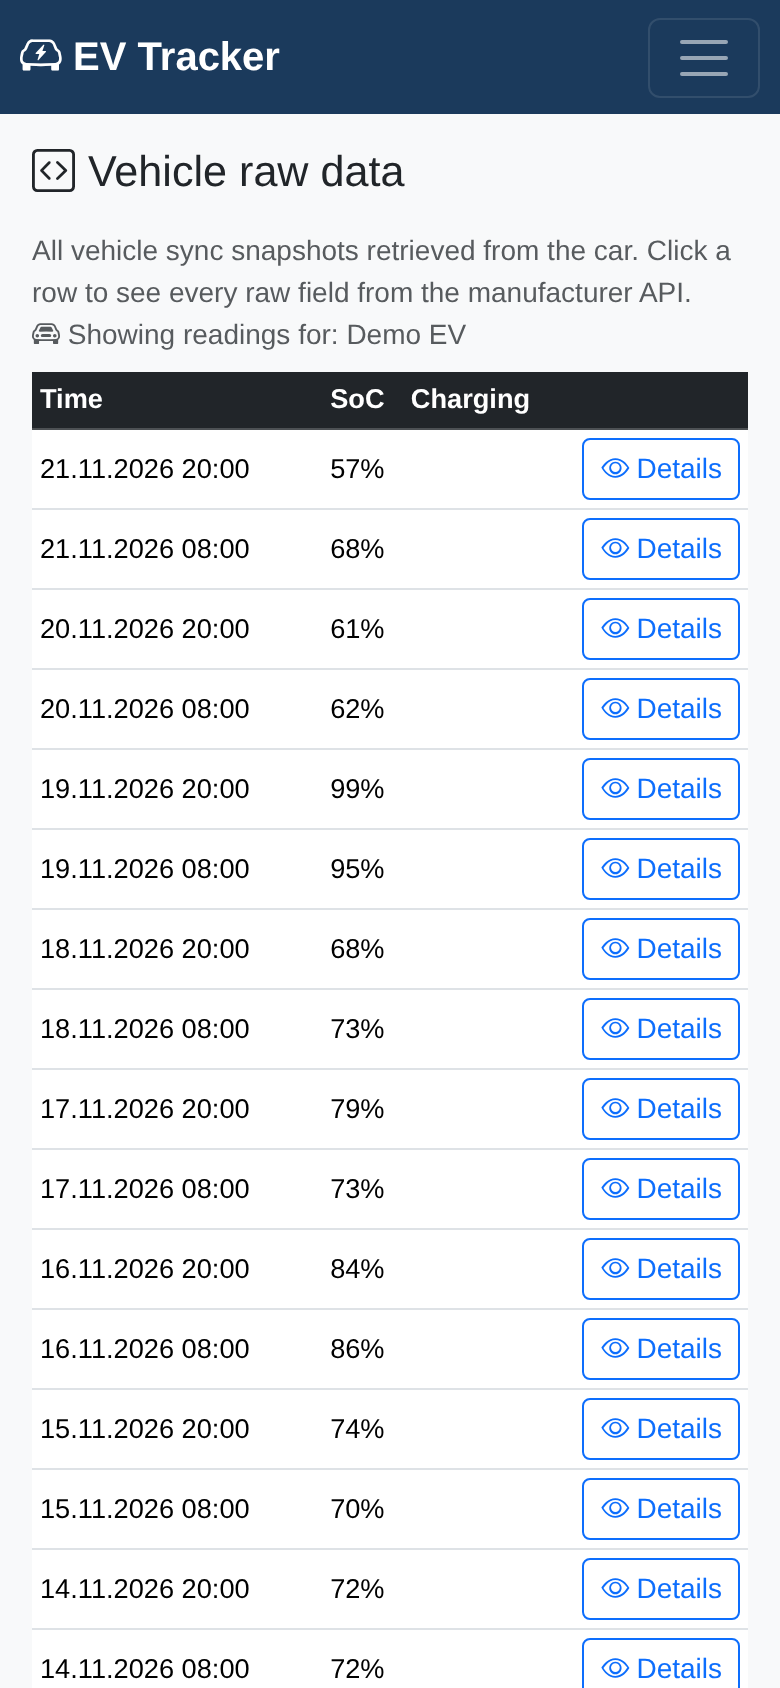 EV Tracker
Vehicle raw data
All vehicle sync snapshots retrieved from the car. Click a
row to see every raw field from the manufacturer API.
Showing readings for: Demo EV
Time SoC Charging
21.11.2026 20:00 57% Details
21.11.2026 08:00 68% Details
20.11.2026 20:00 61% Details
20.11.2026 08:00 62% Details
19.11.2026 20:00 99% Details
19.11.2026 08:00 95% Details
18.11.2026 20:00 68% Details
18.11.2026 08:00 73% Details
17.11.2026 20:00 79% Details
17.11.2026 08:00 73% Details
16.11.2026 20:00 84% Details
16.11.2026 08:00 86% Details
15.11.2026 20:00 74% Details
15.11.2026 08:00 70% Details
14.11.2026 20:00 72% Details
14.11.2026 08:00 72% Details